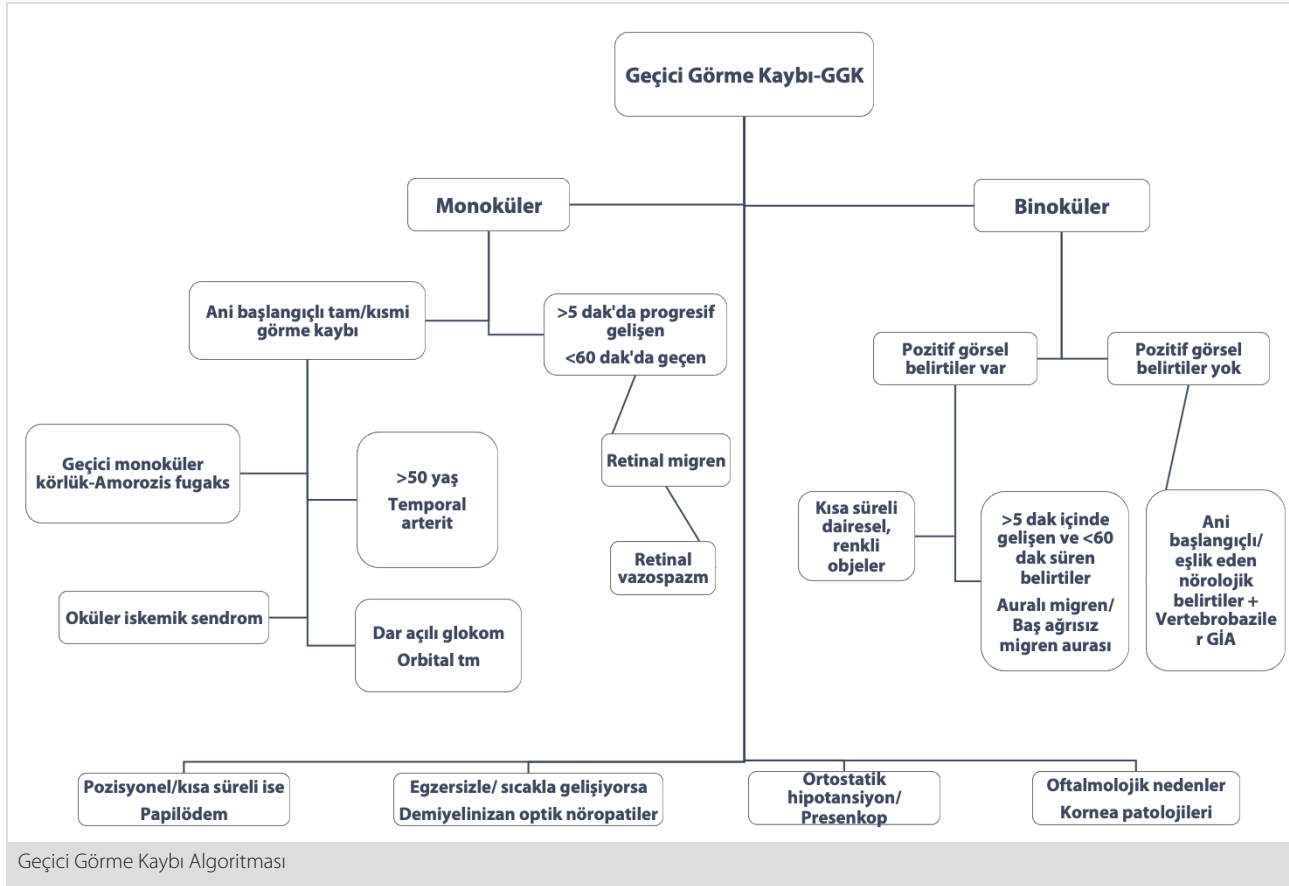 Geçici Görme Kaybı-GGK
Monoküler
Binoküler
Ani başlangıçlı tam/kısmi
görme kaybı
>5 dak'da progresif
gelişen
<60 dak'da geçen
Pozitif görsel
belirtiler var
Pozitif görsel
belirtiler yok
Geçici monoküler
körlük-Amorozis fugaks
>50 yaş
Temporal
arterit
Retinal migren
Retinal
vazospazm
Oküler iskemik sendrom
Dar açılı glokom
Orbital tm
Kısa süreli
dairesel,
renkli
objeler
>5 dak içinde
gelişen ve <60
dak süren
belirtiler
Auralı migren/
Baş ağrısız
migren aurası
Ani
başlangıçlı/
eşlik eden
nörolojik
belirtiler +
Vertebrobazile
r GİA
Pozisyonel/kısa süreli ise
Papilödem
Egzersizle/ sıcakla gelişiyorsa
Demiyelinizan optik nöropatiler
Ortostatik
hipotansiyon/
Presenkop
Oftalmolojik nedenler
Kornea patolojileri
Geçici Görme Kaybı Algoritması